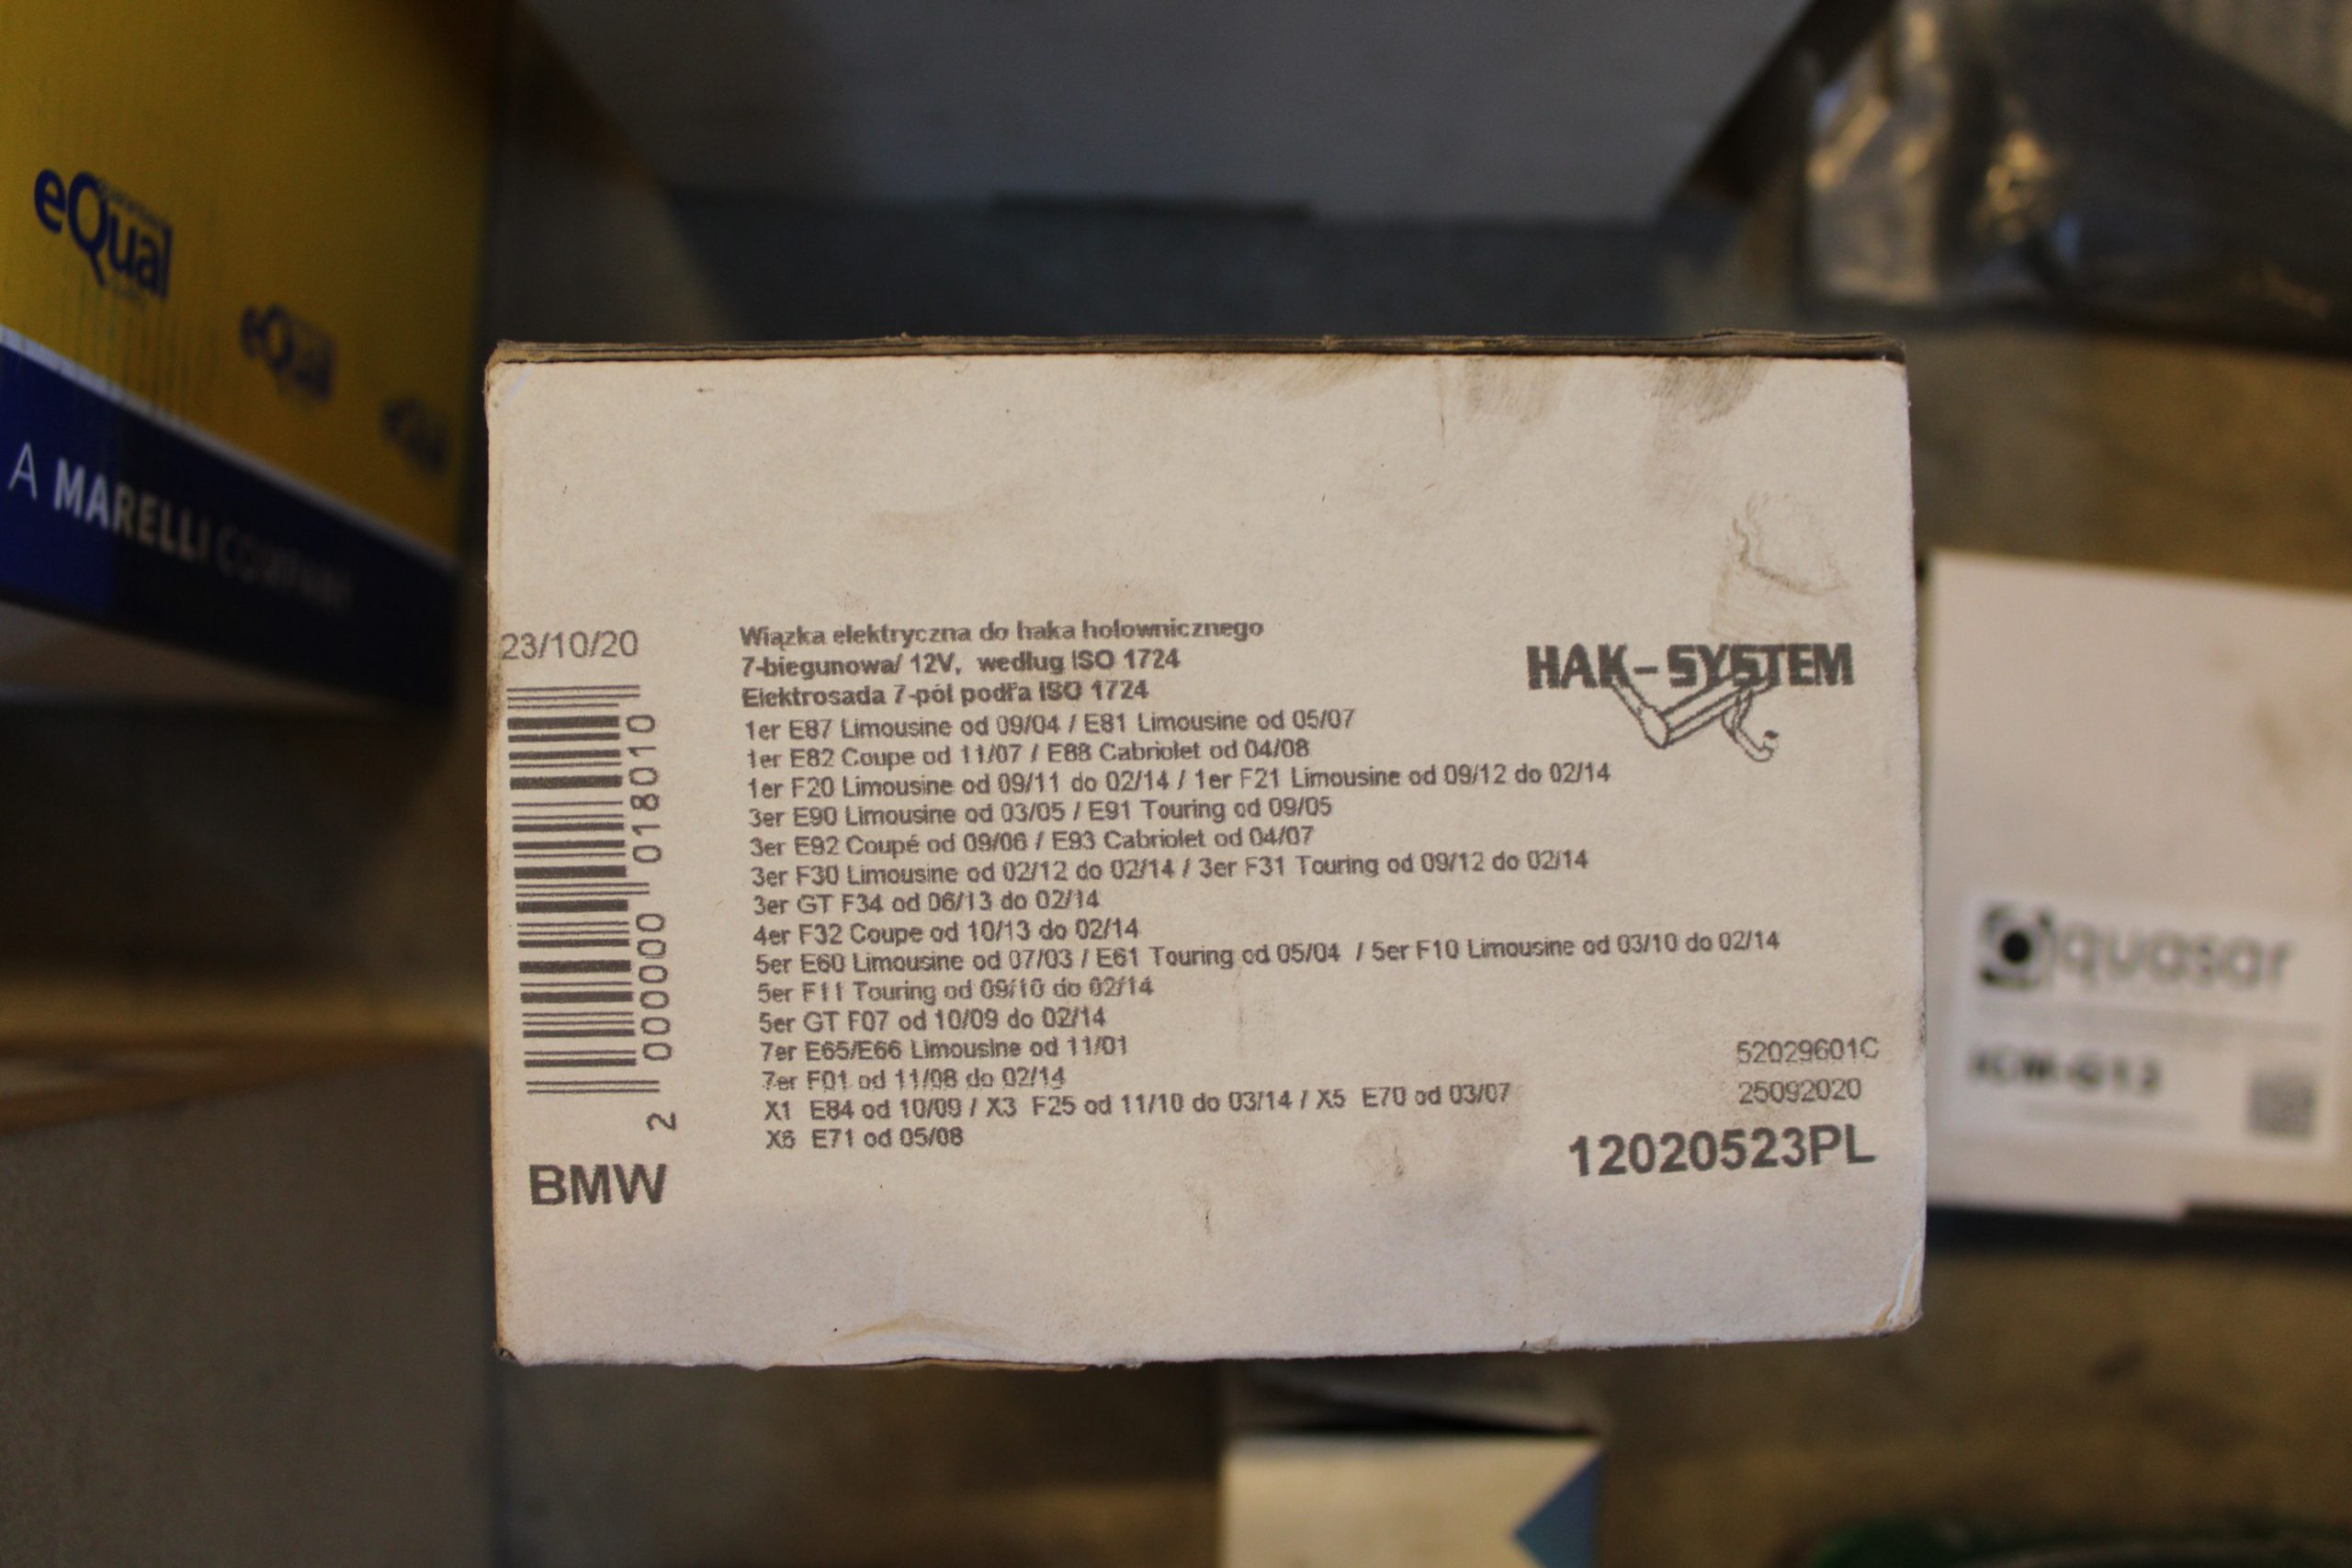 eQual
eQual
eQual
A MARELLI COMPANY
23/10/20
2 000000 018010
BMW
Wiązka elektryczna do haka holowniczego
7-biegunowa/ 12V, według ISO 1724
Elektrosada 7-pól podľa ISO 1724
1er E87 Limousine od 09/04 / E81 Limousine od 05/07
1er E82 Coupe od 11/07 / E88 Cabriolet od 04/08
1er F20 Limousine od 09/11 do 02/14 / 1er F21 Limousine od 09/12 do 02/14
3er E90 Limousine od 03/05 / E91 Touring od 09/05
3er E92 Coupé od 09/06 / E93 Cabriolet od 04/07
3er F30 Limousine od 02/12 do 02/14 / 3er F31 Touring od 09/12 do 02/14
3er GT F34 od 06/13 do 02/14
4er F32 Coupe od 10/13 do 02/14
5er E60 Limousine od 07/03 / E61 Touring od 05/04 / 5er F10 Limousine od 03/10 do 02/14
5er F11 Touring od 09/10 do 02/14
5er GT F07 od 10/09 do 02/14
7er E65/E66 Limousine od 11/01
7er F01 od 11/08 do 02/14
X1 E84 od 10/09 / X3 F25 od 11/10 do 03/14 / X5 E70 od 03/07
X6 E71 od 05/08
HAK-SYSTEM
52029601C
25092020
12020523PL
quasar